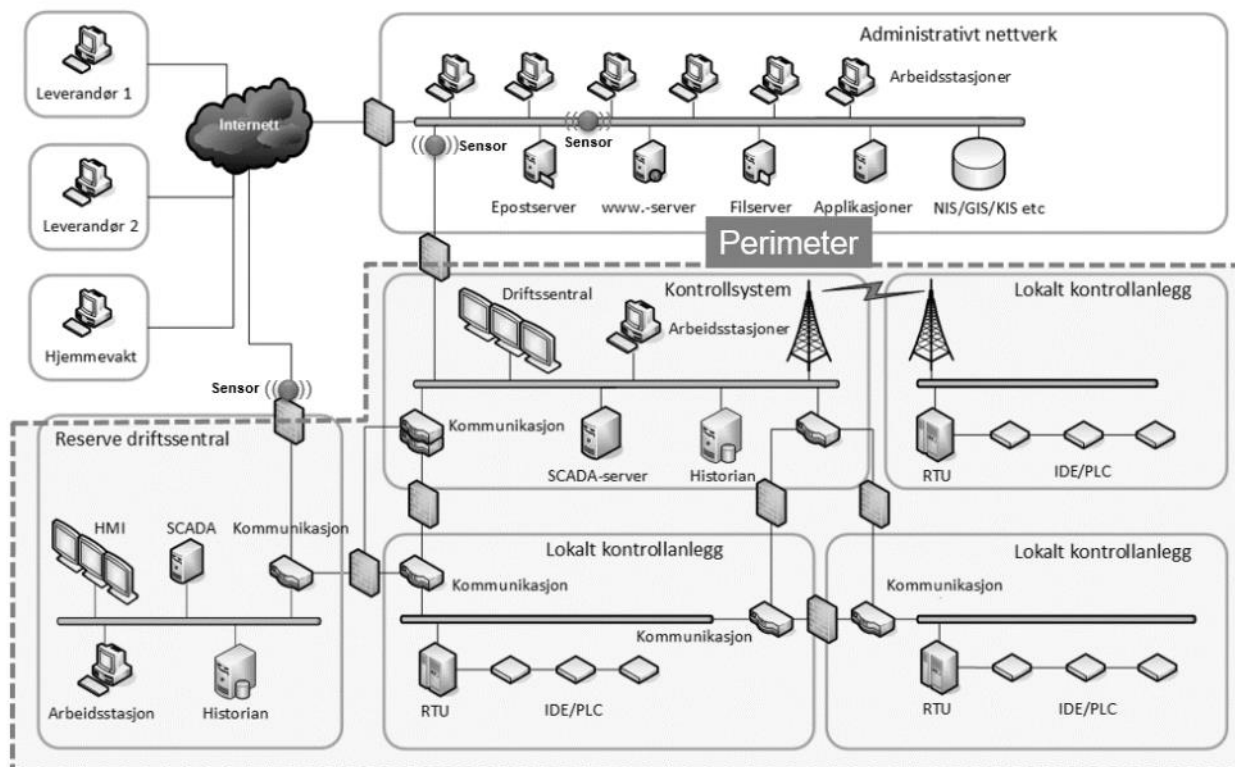 Leverandør 1
Leverandør 2
Hjemmevakt
Internett
Administrativt nettverk
Arbeidsstasjoner
Sensor
Sensor
Epostserver
www.-server
Filserver
Applikasjoner
NIS/GIS/KIS etc
Perimeter
Driftssentral
Kontrollsystem
Arbeidsstasjoner
Lokalt kontrollanlegg
Sensor
Kommunikasjon
SCADA-server
Historian
RTU
IDE/PLC
Reserve driftssentral
HMI
SCADA
Kommunikasjon
Arbeidsstasjon
Historian
Lokalt kontrollanlegg
Kommunikasjon
Kommunikasjon
RTU
IDE/PLC
Lokalt kontrollanlegg
Kommunikasjon
RTU
IDE/PLC